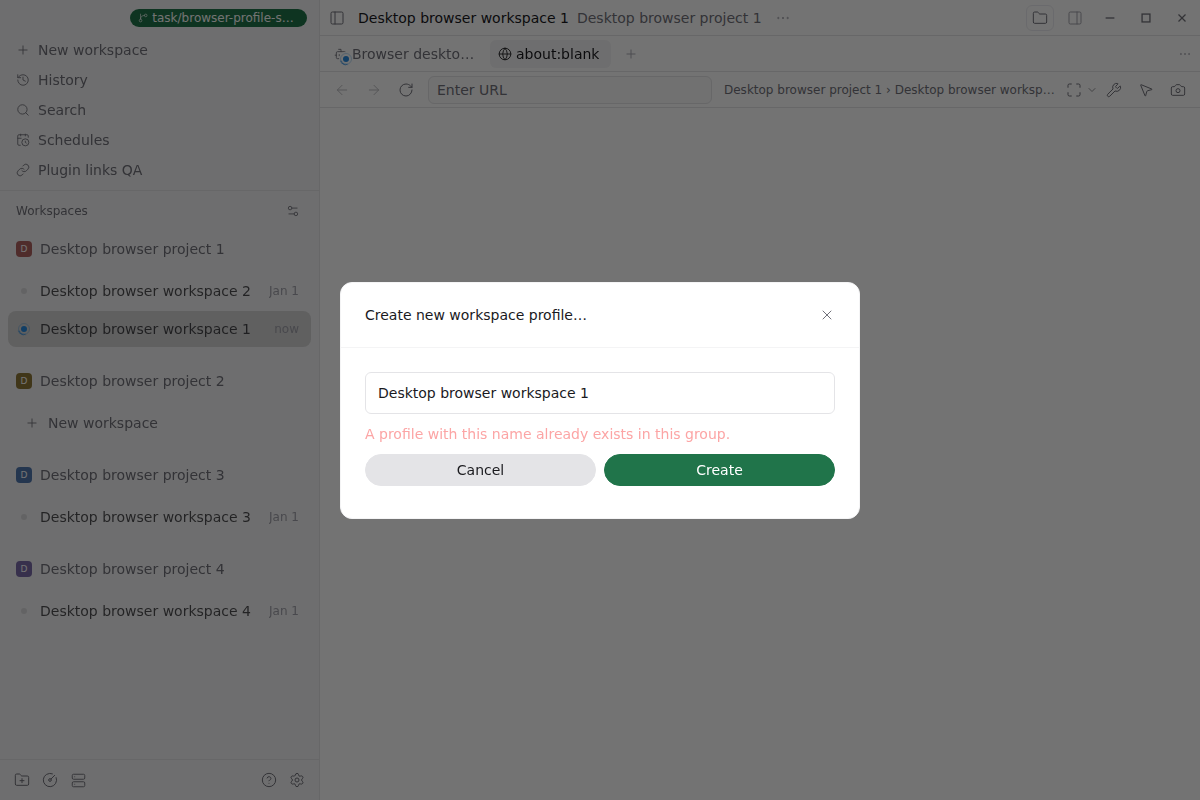 task/browser-profile-s...
New workspace
History
Search
Schedules
Plugin links QA
Workspaces
D Desktop browser project 1
Desktop browser workspace 2 Jan 1
Desktop browser workspace 1 now
D Desktop browser project 2
New workspace
D Desktop browser project 3
Desktop browser workspace 3 Jan 1
D Desktop browser project 4
Desktop browser workspace 4 Jan 1
Desktop browser workspace 1 Desktop browser project 1
Browser deskto...
about:blank
Enter URL
Desktop browser project 1 › Desktop browser worksp...
Create new workspace profile...
Desktop browser workspace 1
A profile with this name already exists in this group.
Cancel
Create